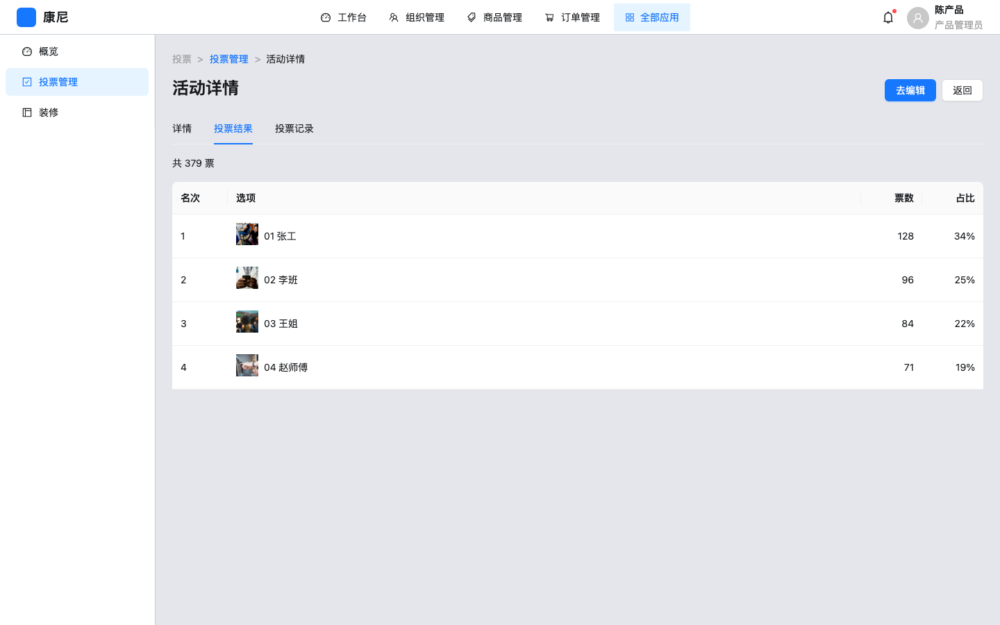 康尼
工作台 组织管理 商品管理 订单管理 全部应用
陈产品
产品管理员
概览
投票管理
装修
投票 > 投票管理 > 活动详情
活动详情
去编辑 返回
详情 投票结果 投票记录
共 379 票
名次 选项 票数 占比
1 01 张工 128 34%
2 02 李班 96 25%
3 03 王姐 84 22%
4 04 赵师傅 71 19%